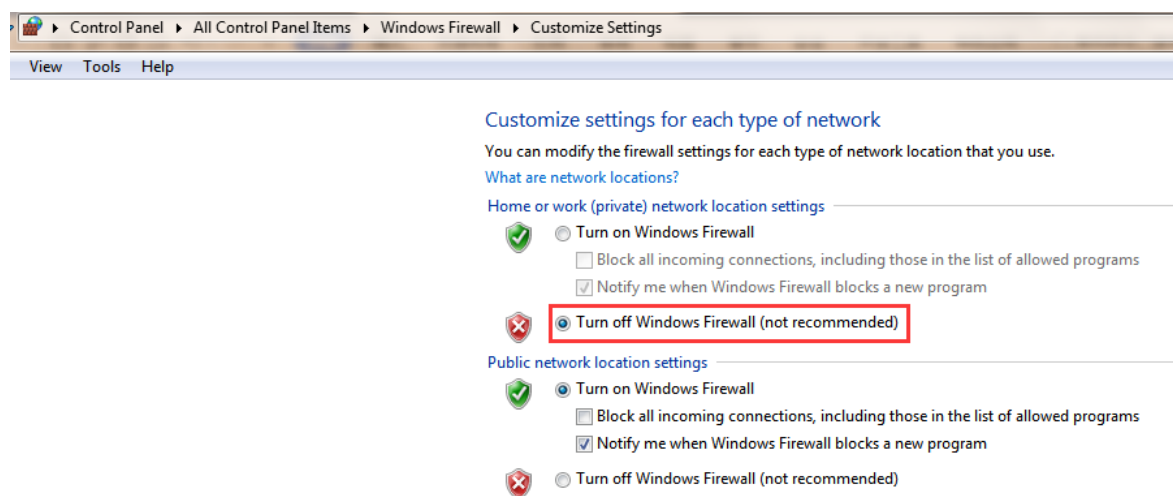 Control Panel ▸ All Control Panel Items ▸ Windows Firewall ▸ Customize Settings
View Tools Help
Customize settings for each type of network
You can modify the firewall settings for each type of network location that you use.
What are network locations?
Home or work (private) network location settings
Turn on Windows Firewall
Block all incoming connections, including those in the list of allowed programs
Notify me when Windows Firewall blocks a new program
Turn off Windows Firewall (not recommended)
Public network location settings
Turn on Windows Firewall
Block all incoming connections, including those in the list of allowed programs
Notify me when Windows Firewall blocks a new program
Turn off Windows Firewall (not recommended)